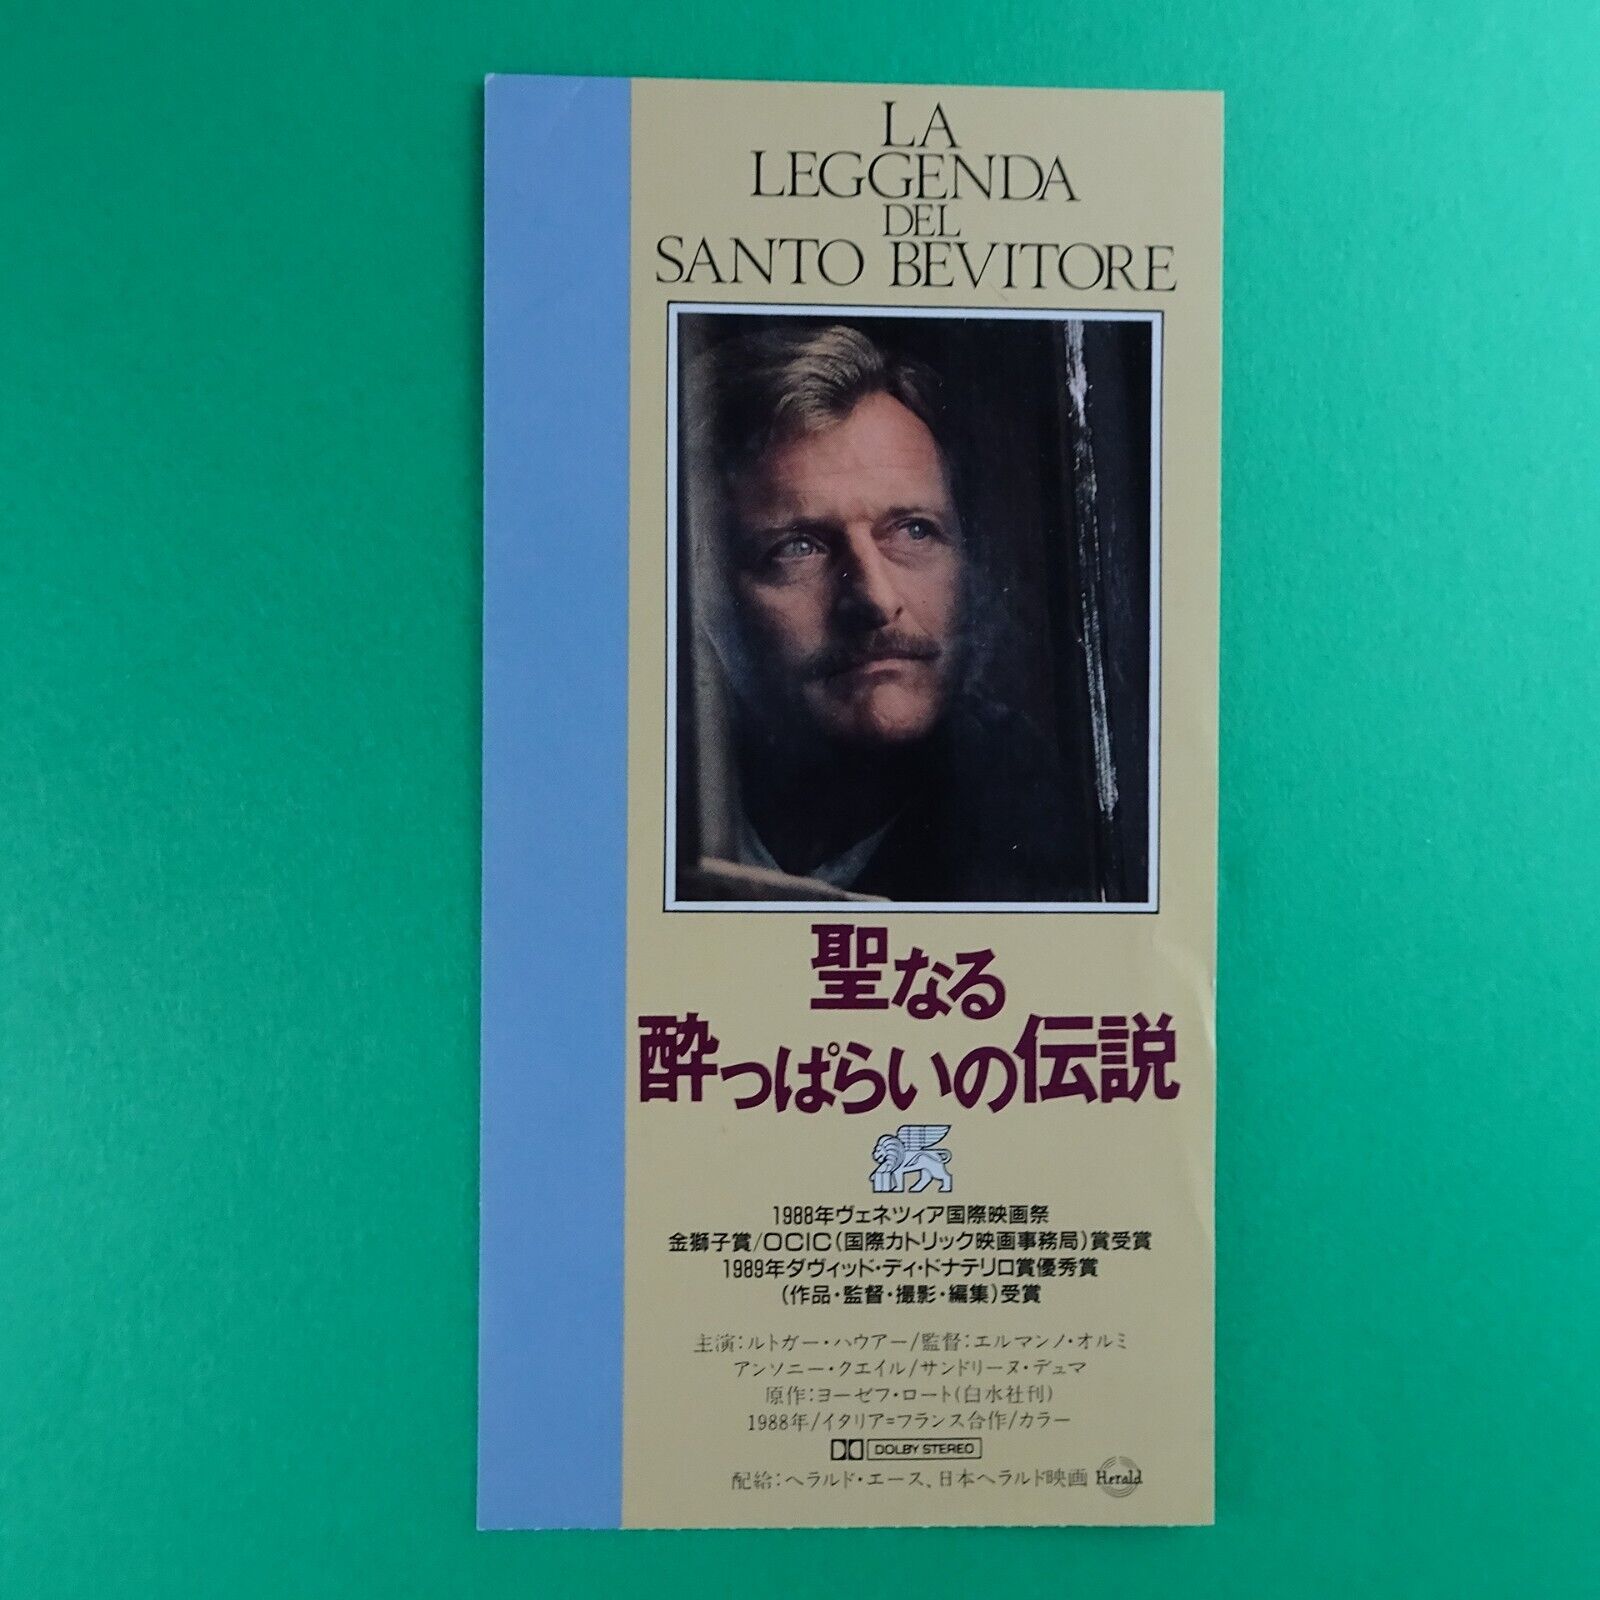 LA
LEGGENDA
DEL
SANTO BEVITORE
聖なる
酔っぱらいの伝説
1988年ヴェネツィア国際映画祭
金獅子賞/OCIC(国際カトリック映画事務局)賞受賞
1989年ダヴィッド・ディ・ドナテリロ賞優秀賞
(作品・監督・撮影・編集)受賞
主演:ルトガー・ハウアー/監督:エルマンノ・オルミ
アンソニー・クエイル/サンドリーヌ・デュマ
原作:ヨーゼフ・ロート(白水社刊)
1988年/イタリア=フランス合作/カラー
DOLBY STEREO
配給:ヘラルド・エース、日本ヘラルド映画 Herald